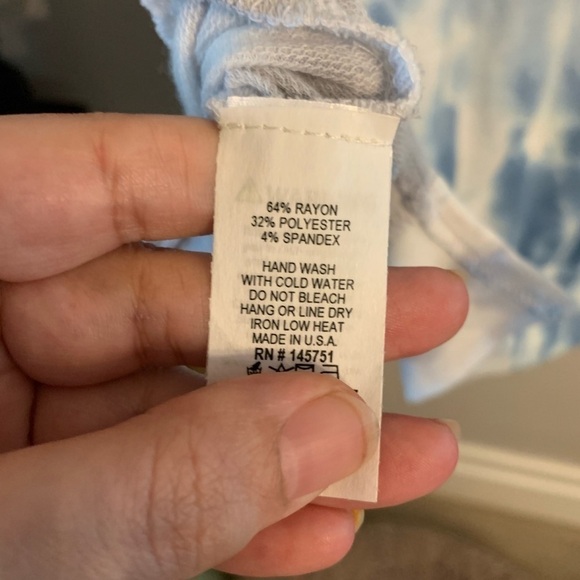 64% RAYON
32% POLYESTER
4% SPANDEX
HAND WASH
WITH COLD WATER
DO NOT BLEACH
HANG OR LINE DRY
IRON LOW HEAT
MADE IN U.S.A.
RN # 145751